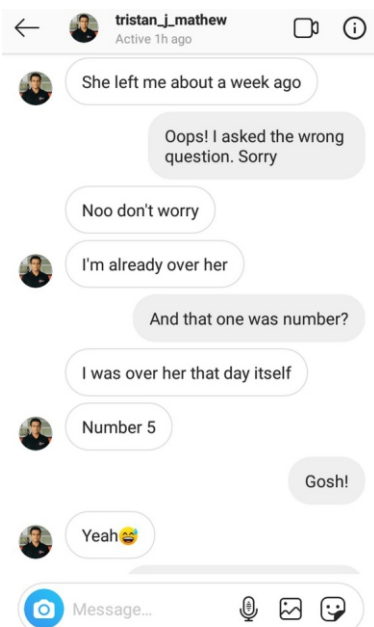 tristan_j_mathew
Active 1h ago
She left me about a week ago
Oops! I asked the wrong
question. Sorry
Noo don't worry
I'm already over her
And that one was number?
I was over her that day itself
Number 5
Gosh!
Yeah😅
Message...